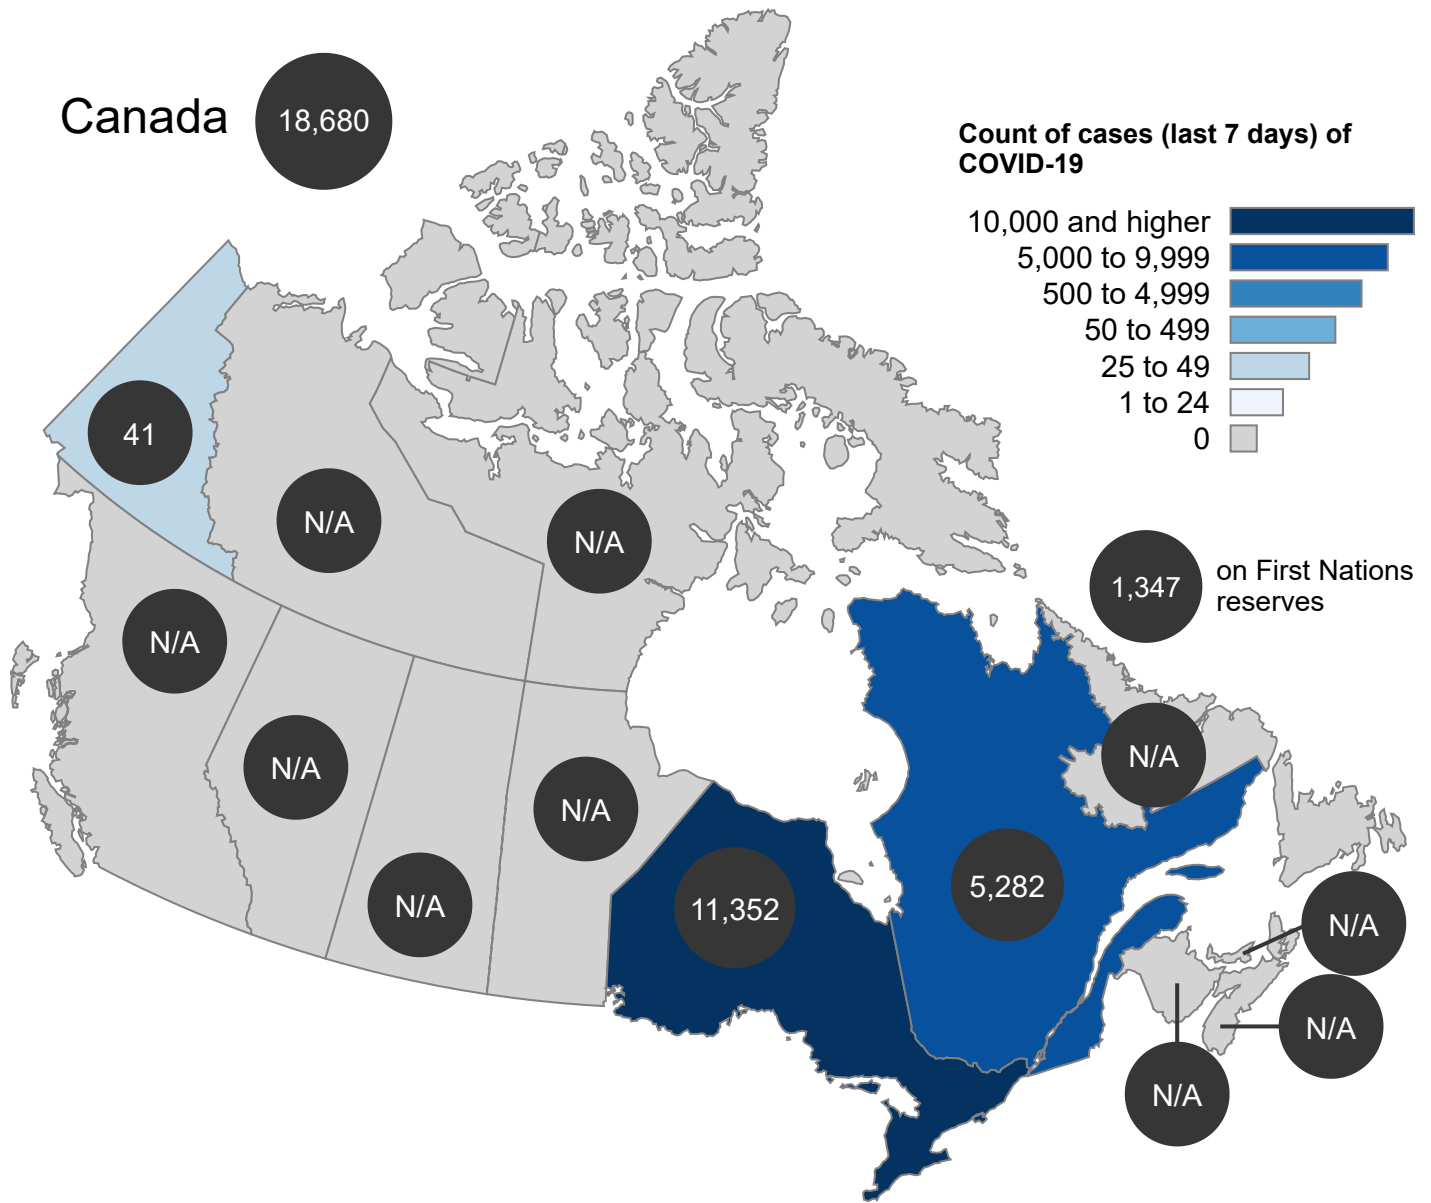 Canada
18,680
Count of cases (last 7 days) of
COVID-19
10,000 and higher
5,000 to 9,999
500 to 4,999
50 to 499
25 to 49
1 to 24
0
41
N/A
N/A
1,347
on First Nations
reserves
N/A
N/A
N/A
N/A
N/A
11,352
5,282
N/A
N/A
N/A
N/A